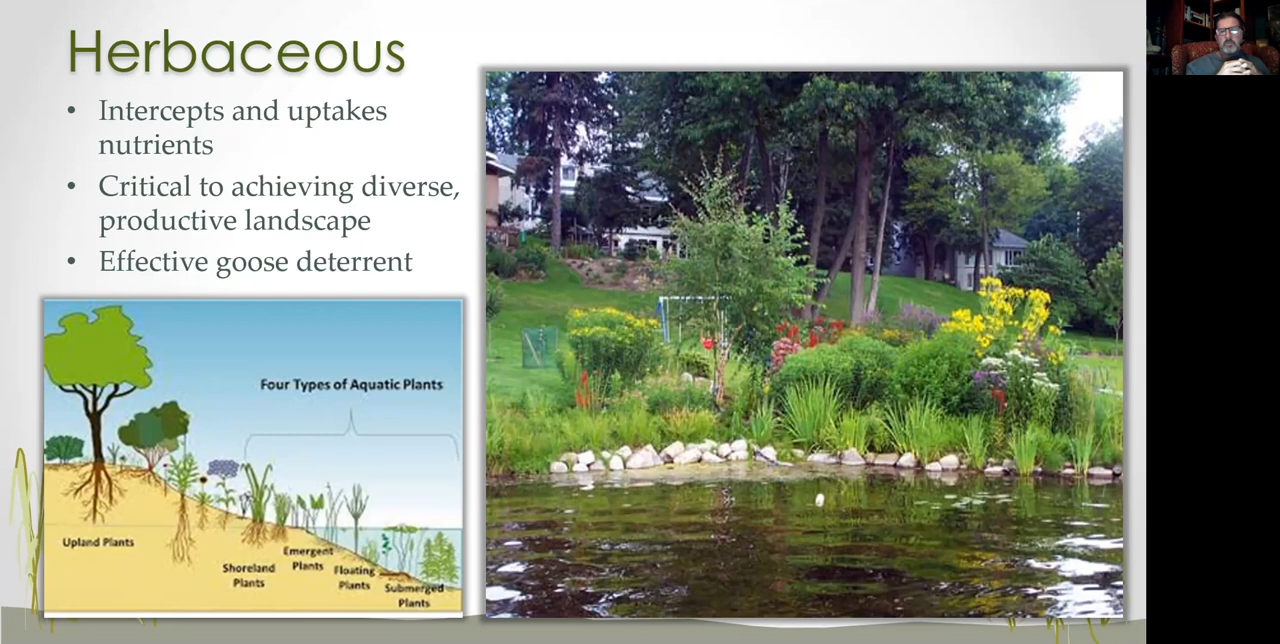 Herbaceous
• Intercepts and uptakes
nutrients
• Critical to achieving diverse,
productive landscape
• Effective goose deterrent
Four Types of Aquatic Plants
Upland Plants
Shoreland
Plants
Emergent
Plants
Floating
Plants
Submerged
Plants